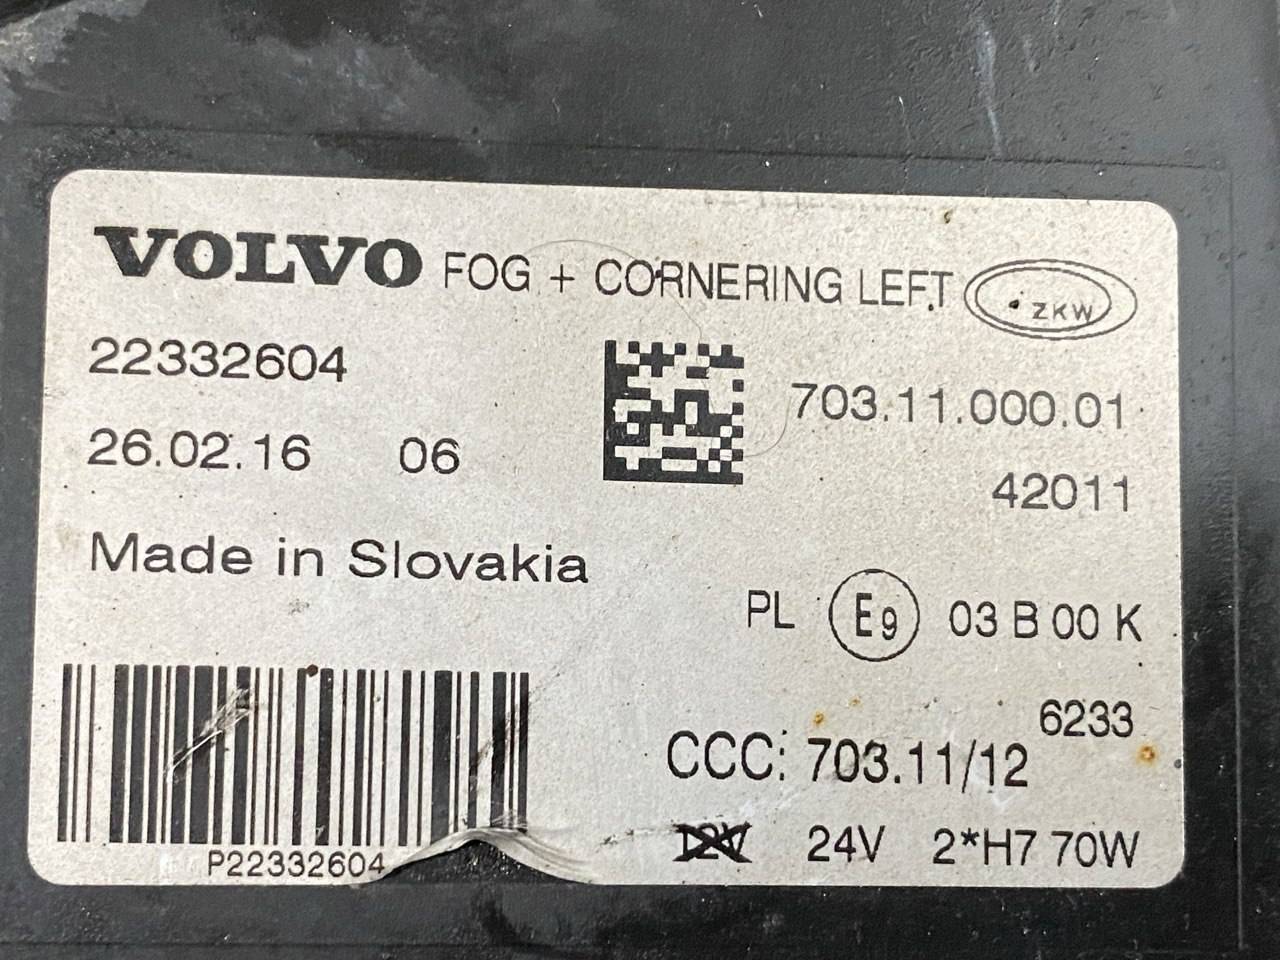 VOLVO FOG + CORNERING LEFT ZKW
22332604
703.11.000.01
26.02.16 06
42011
Made in Slovakia
PL E9 03 B 00 K
6233
CCC: 703.11/12
12V 24V 2*H7 70W
P22332604